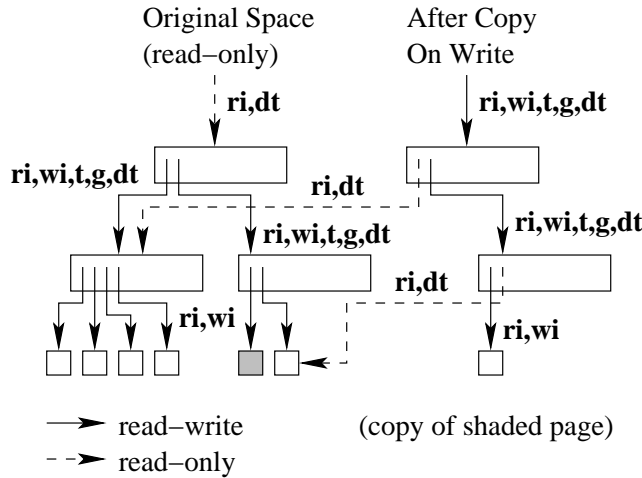 Original Space
(read−only)
After Copy
On Write
ri,dt
ri,wi,t,g,dt
ri,wi,t,g,dt
ri,dt
ri,wi,t,g,dt
ri,wi,t,g,dt
ri,dt
ri,wi
ri,wi
read−write
(copy of shaded page)
read−only